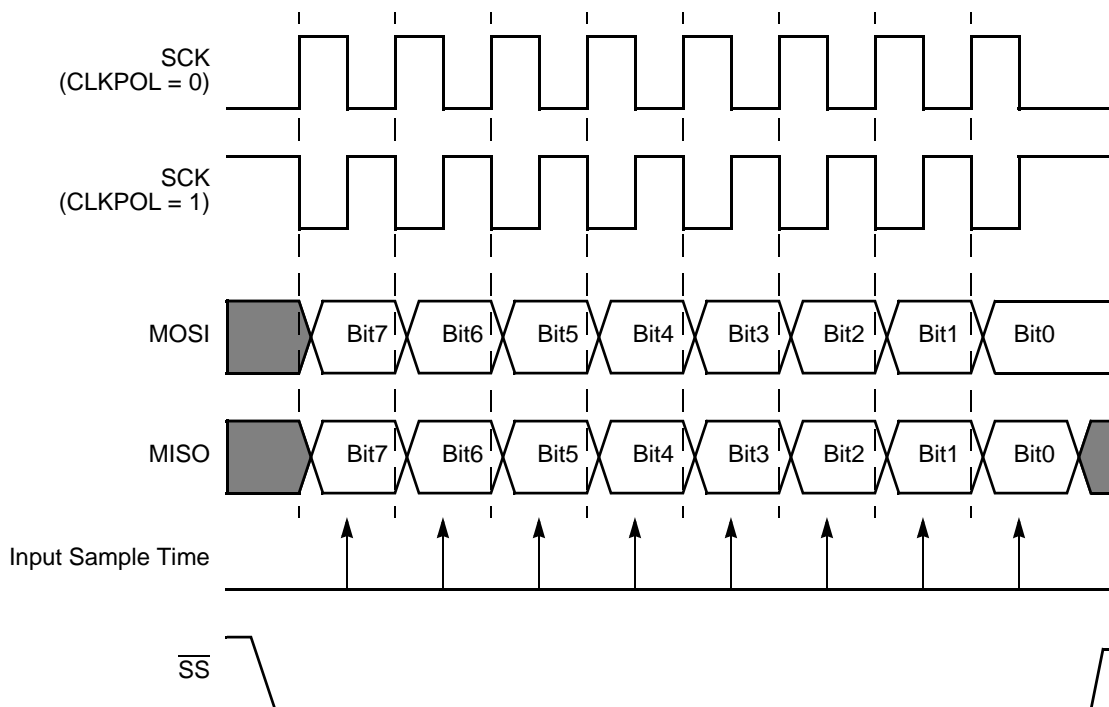 SCK
(CLKPOL = 0)
SCK
(CLKPOL = 1)
MOSI
Bit7 Bit6 Bit5 Bit4 Bit3 Bit2 Bit1 Bit0
MISO
Bit7 Bit6 Bit5 Bit4 Bit3 Bit2 Bit1 Bit0
Input Sample Time
SS